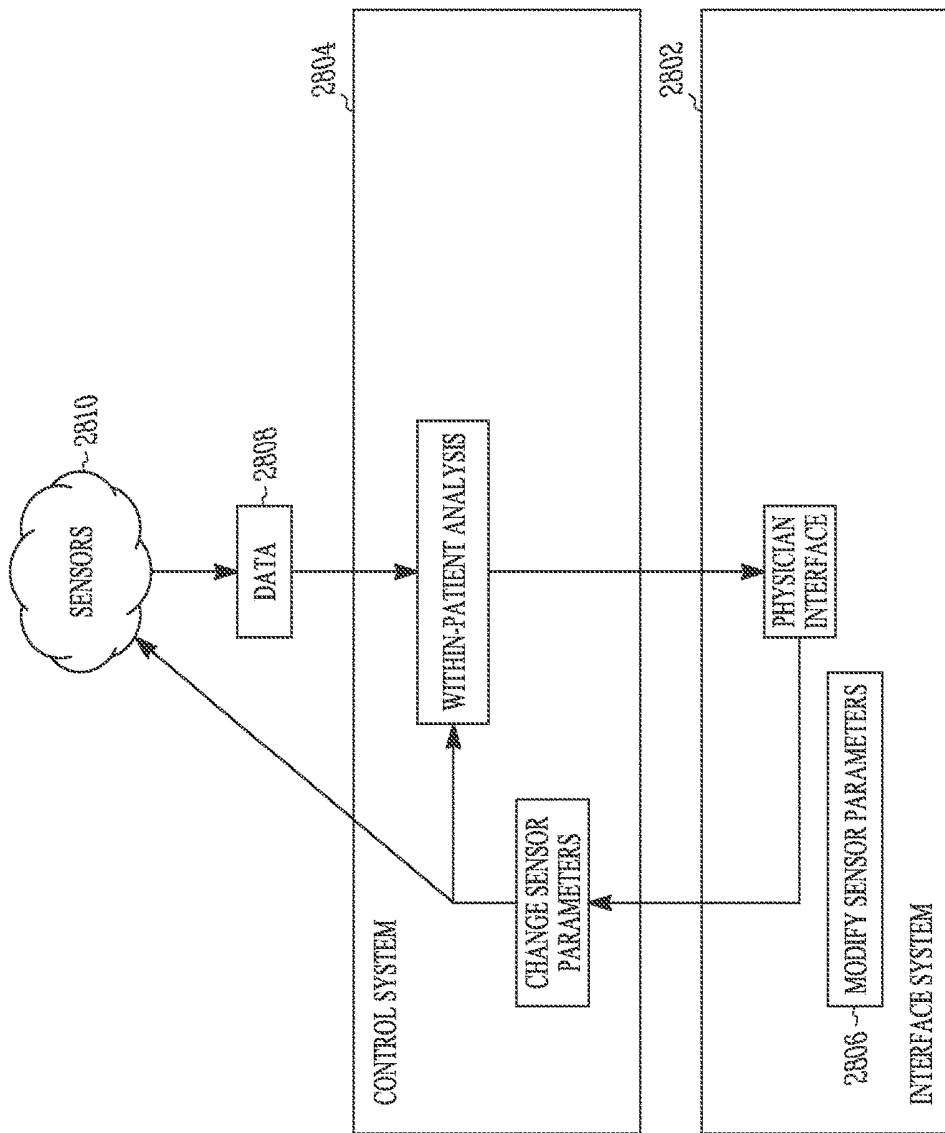 SENSORS
2810
DATA
2808
2804
CONTROL SYSTEM
WITHIN-PATIENT ANALYSIS
CHANGE SENSOR
PARAMETERS
2802
PHYSICIAN
INTERFACE
2806
MODIFY SENSOR PARAMETERS
INTERFACE SYSTEM